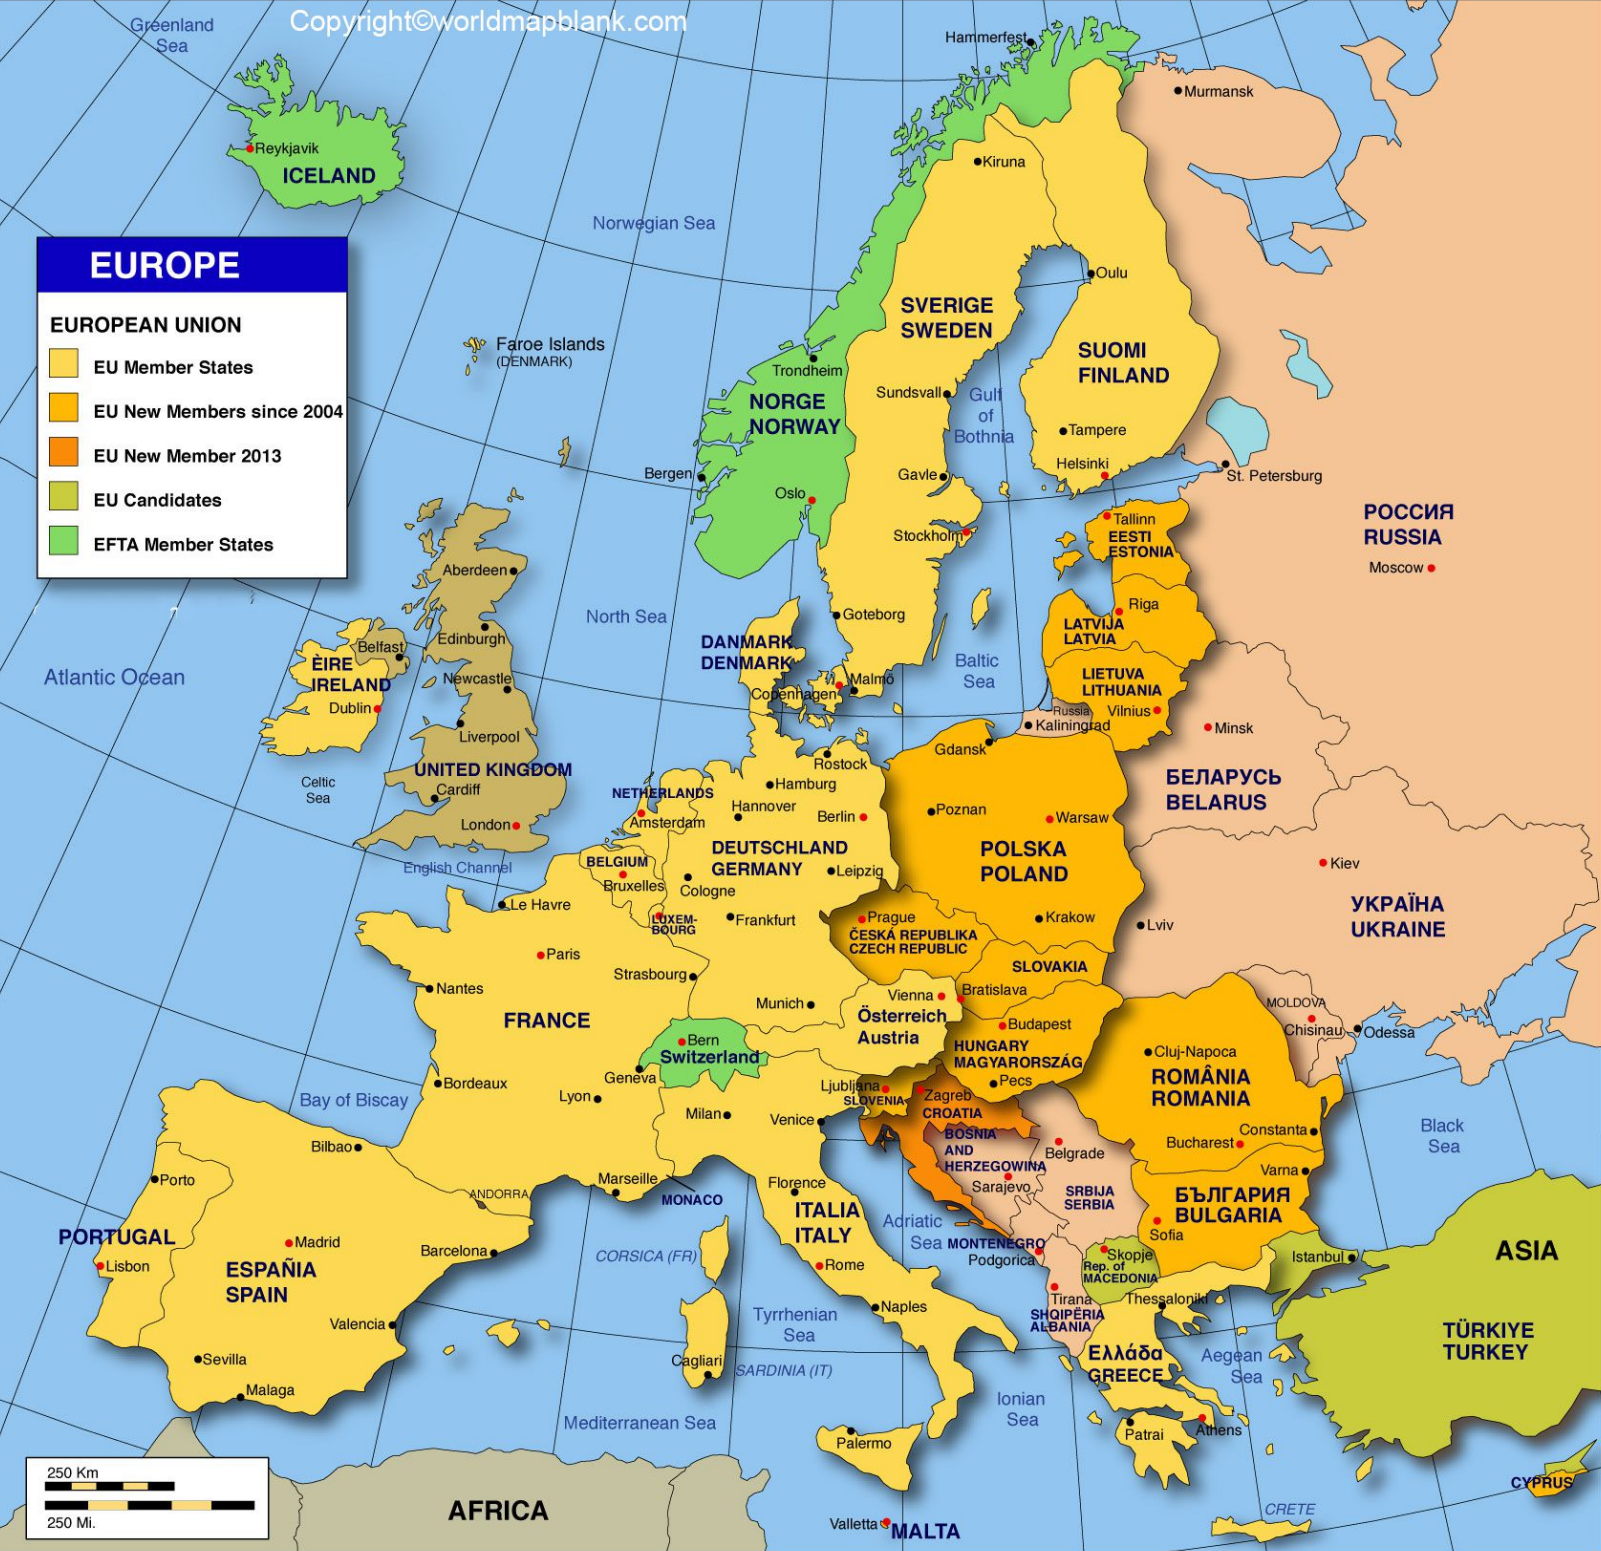 Copyright©worldmapblank.com
Greenland
Sea
Hammerfest
Murmansk
Reykjavik
ICELAND
Kiruna
Norwegian Sea
EUROPE
EUROPEAN UNION
EU Member States
EU New Members since 2004
EU New Member 2013
EU Candidates
EFTA Member States
Oulu
SVERIGE
SWEDEN
Faroe Islands
(DENMARK)
SUOMI
FINLAND
Trondheim
NORGE
NORWAY
Sundsvall
Gulf
of
Bothnia
Tampere
Bergen
Oslo
Gavle
Helsinki
St. Petersburg
Stockholm
Tallinn
EESTI
ESTONIA
РОССИЯ
RUSSIA
Moscow
Aberdeen
North Sea
Goteborg
Riga
LATVIJA
LATVIA
Edinburgh
Belfast
DANMARK
DENMARK
Baltic
Sea
Atlantic Ocean
ÈIRE
IRELAND
Dublin
Newcastle
Copenhagen
Malmö
LIETUVA
LITHUANIA
Vilnius
Russia
Kaliningrad
Minsk
Liverpool
Gdansk
Rostock
Celtic
Sea
UNITED KINGDOM
Cardiff
London
NETHERLANDS
Amsterdam
Hamburg
Hannover
Berlin
Poznan
Warsaw
БЕЛАРУСЬ
BELARUS
English Channel
BELGIUM
Bruxelles
DEUTSCHLAND
GERMANY
Leipzig
Cologne
POLSKA
POLAND
Kiev
Le Havre
LUXEM-
BOURG
Frankfurt
Prague
ČESKÁ REPUBLIKA
CZECH REPUBLIC
Krakow
Lviv
УКРАЇНА
UKRAINE
Paris
Strasbourg
SLOVAKIA
Nantes
Munich
Vienna
Bratislava
Österreich
Austria
MOLDOVA
Chisinau
Odessa
FRANCE
Budapest
HUNGARY
MAGYARORSZÁG
Pecs
Bern
Switzerland
Geneva
Cluj-Napoca
ROMÂNIA
ROMANIA
Bordeaux
Lyon
Bay of Biscay
Milan
Venice
Ljubljana
SLOVENIA
Zagreb
CROATIA
Constanta
Bucharest
Black
Sea
Bilbao
BOSNIA
AND
HERZEGOWINA
Sarajevo
Belgrade
Porto
ANDORRA
Marseille
MONACO
Florence
SRBIJA
SERBIA
Varna
БЪЛГАРИЯ
BULGARIA
Sofia
PORTUGAL
Lisbon
Madrid
ESPAÑIA
SPAIN
Barcelona
CORSICA (FR)
ITALIA
ITALY
Rome
Adriatic
Sea
MONTENEGRO
Podgorica
Skopje
Rep. of
MACEDONIA
Istanbul
ASIA
Valencia
Tyrrhenian
Sea
Naples
Tirana
SHQIPËRIA
ALBANIA
Thessaloniki
TÜRKIYE
TURKEY
Sevilla
Malaga
Cagliari
SARDINIA (IT)
Ελλάδα
GREECE
Aegean
Sea
Mediterranean Sea
Ionian
Sea
Palermo
Patrai
Athens
250 Km
250 Mi.
AFRICA
Valletta
MALTA
CRETE
CYPRUS